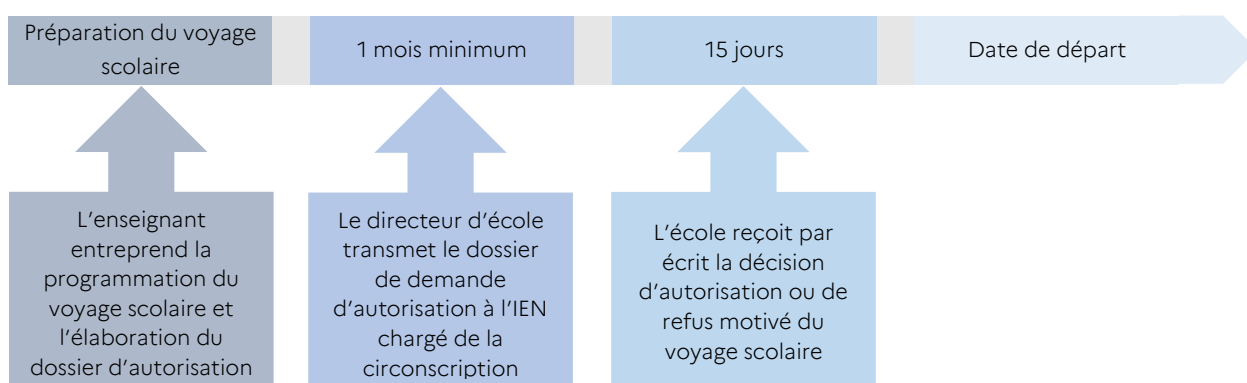 Préparation du voyage
scolaire
1 mois minimum
15 jours
Date de départ
L'enseignant
entreprend la
programmation du
voyage scolaire et
l'élaboration du
dossier d'autorisation
Le directeur d'école
transmet le dossier
de demande
d'autorisation à l'IEN
chargé de la
circonscription
L'école reçoit par
écrit la décision
d'autorisation ou de
refus motivé du
voyage scolaire